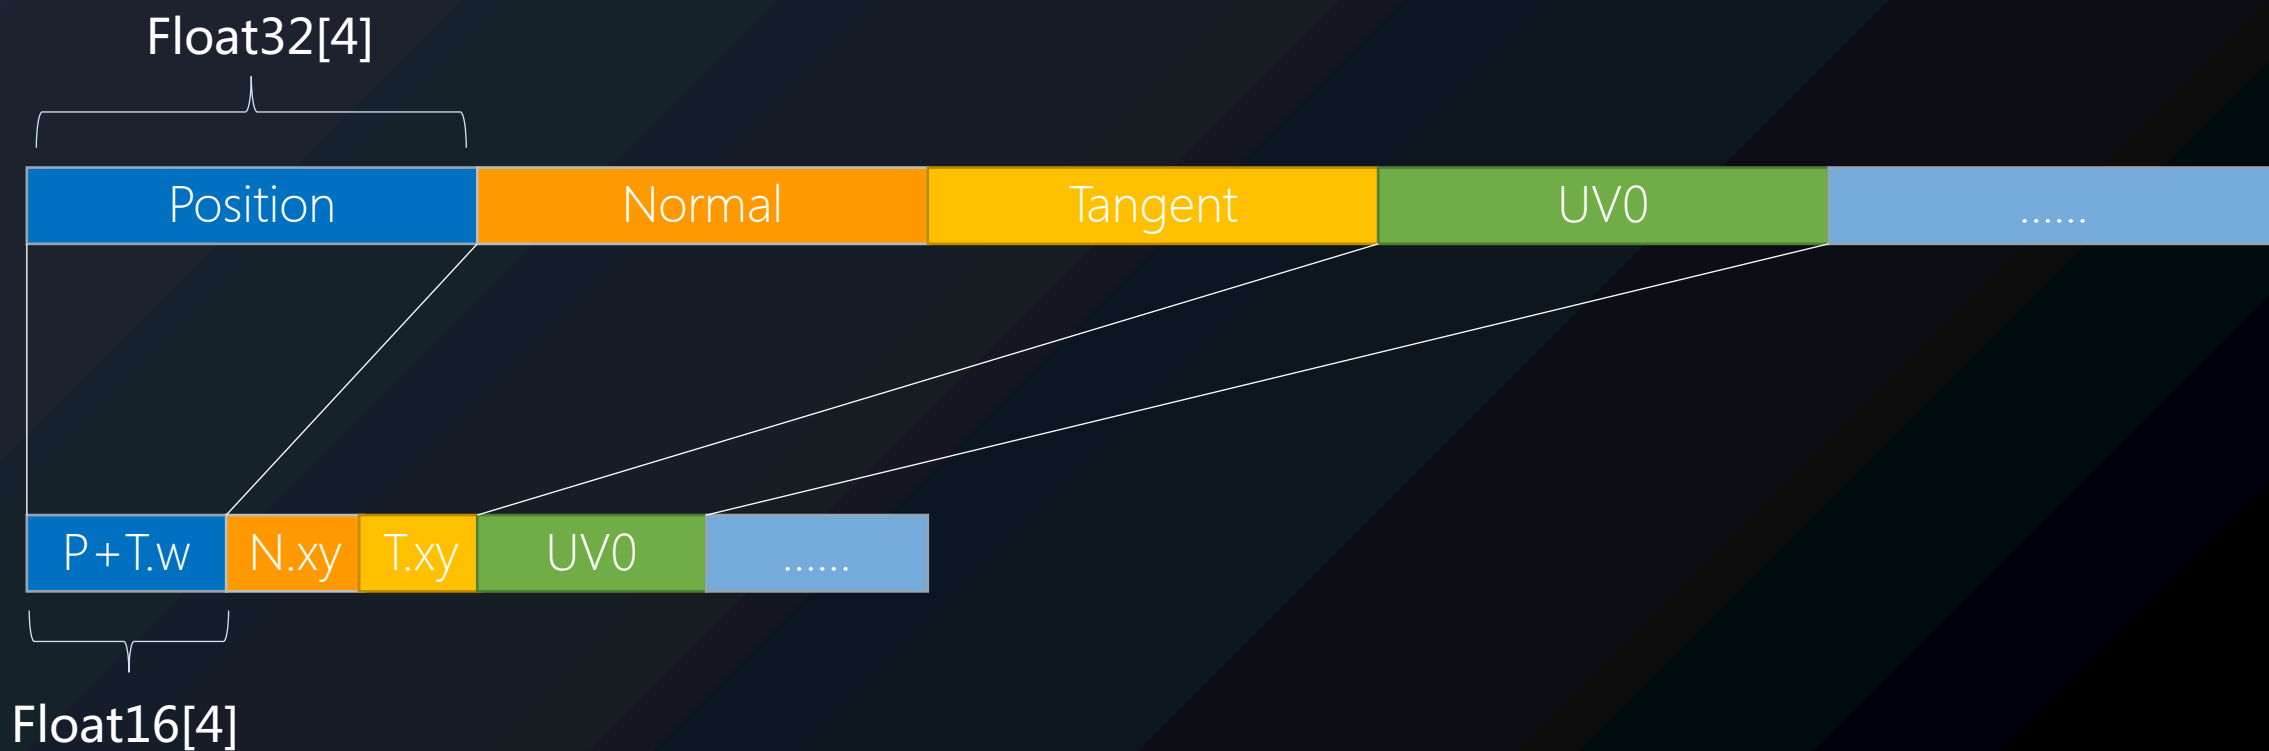 Float32[4]
Position Normal Tangent UV0 ......
P+T.w N.xy T.xy UV0 ......
Float16[4]